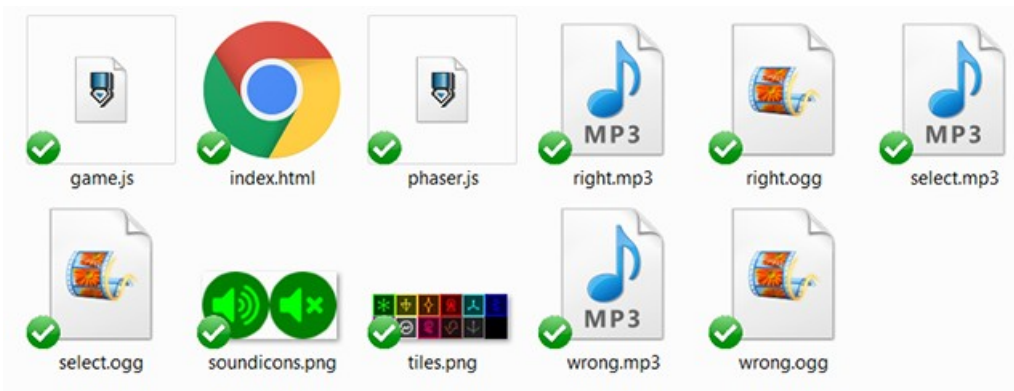 MP3
MP3
game.js
index.html
phaser.js
right.mp3
right.ogg
select.mp3
MP3
select.ogg
soundicons.png
tiles.png
wrong.mp3
wrong.ogg